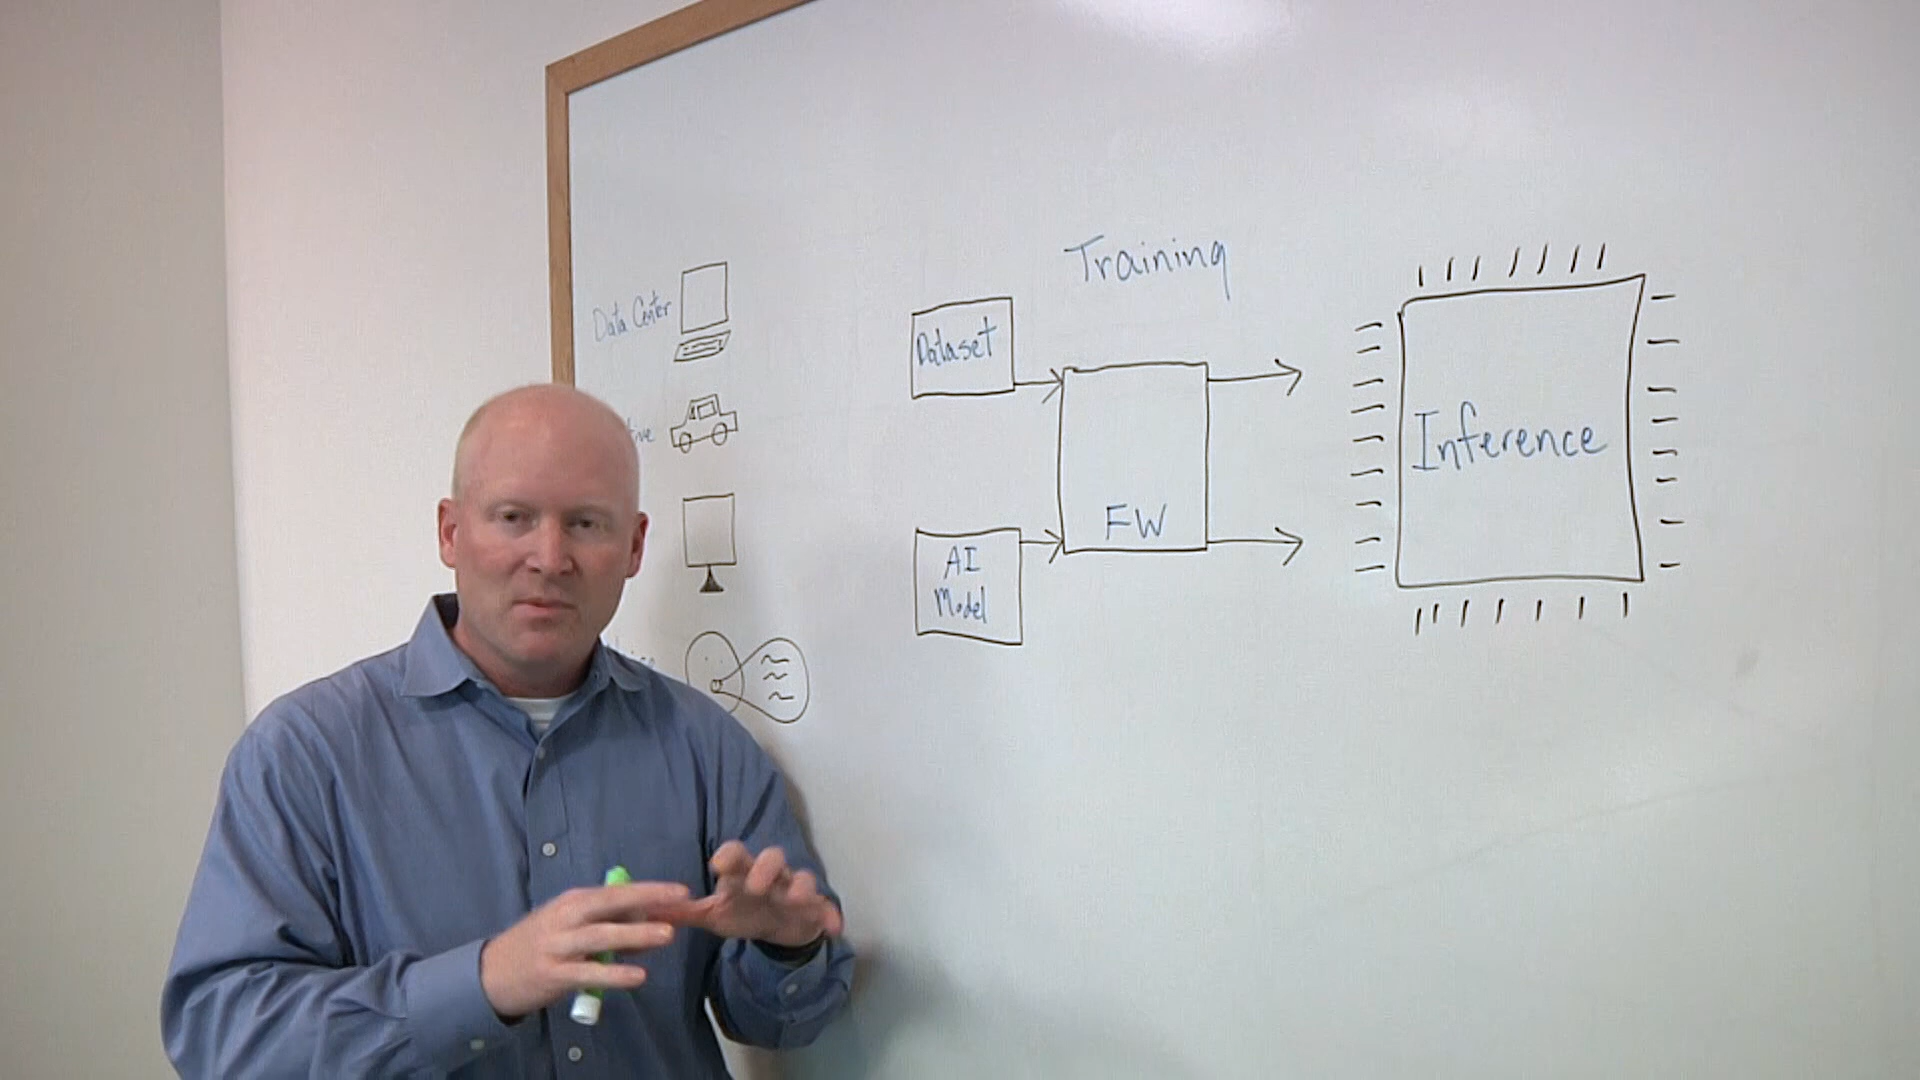 Training
Data Center
Dataset
Inference
FW
AI
Model